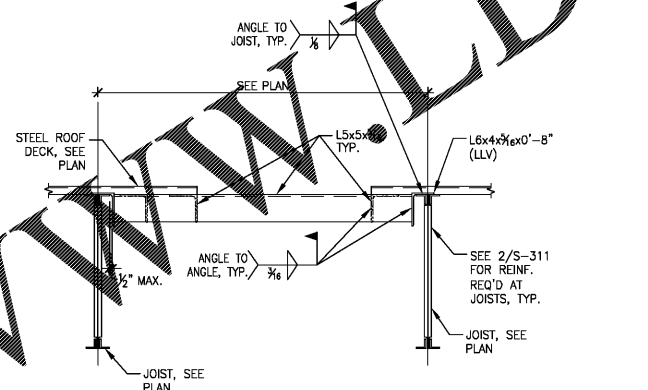 ANGLE TO
JOIST, TYP.
SEE PLAN
STEEL ROOF
DECK, SEE
PLAN
L5x5x
TYP.
L6x4x5/16x0'-8"
(LLV)
ANGLE TO
ANGLE, TYP.
3/16
1/2" MAX.
SEE 2/S-311
FOR REINF.
REQ'D AT
JOISTS, TYP.
JOIST, SEE
PLAN
JOIST, SEE
PLAN